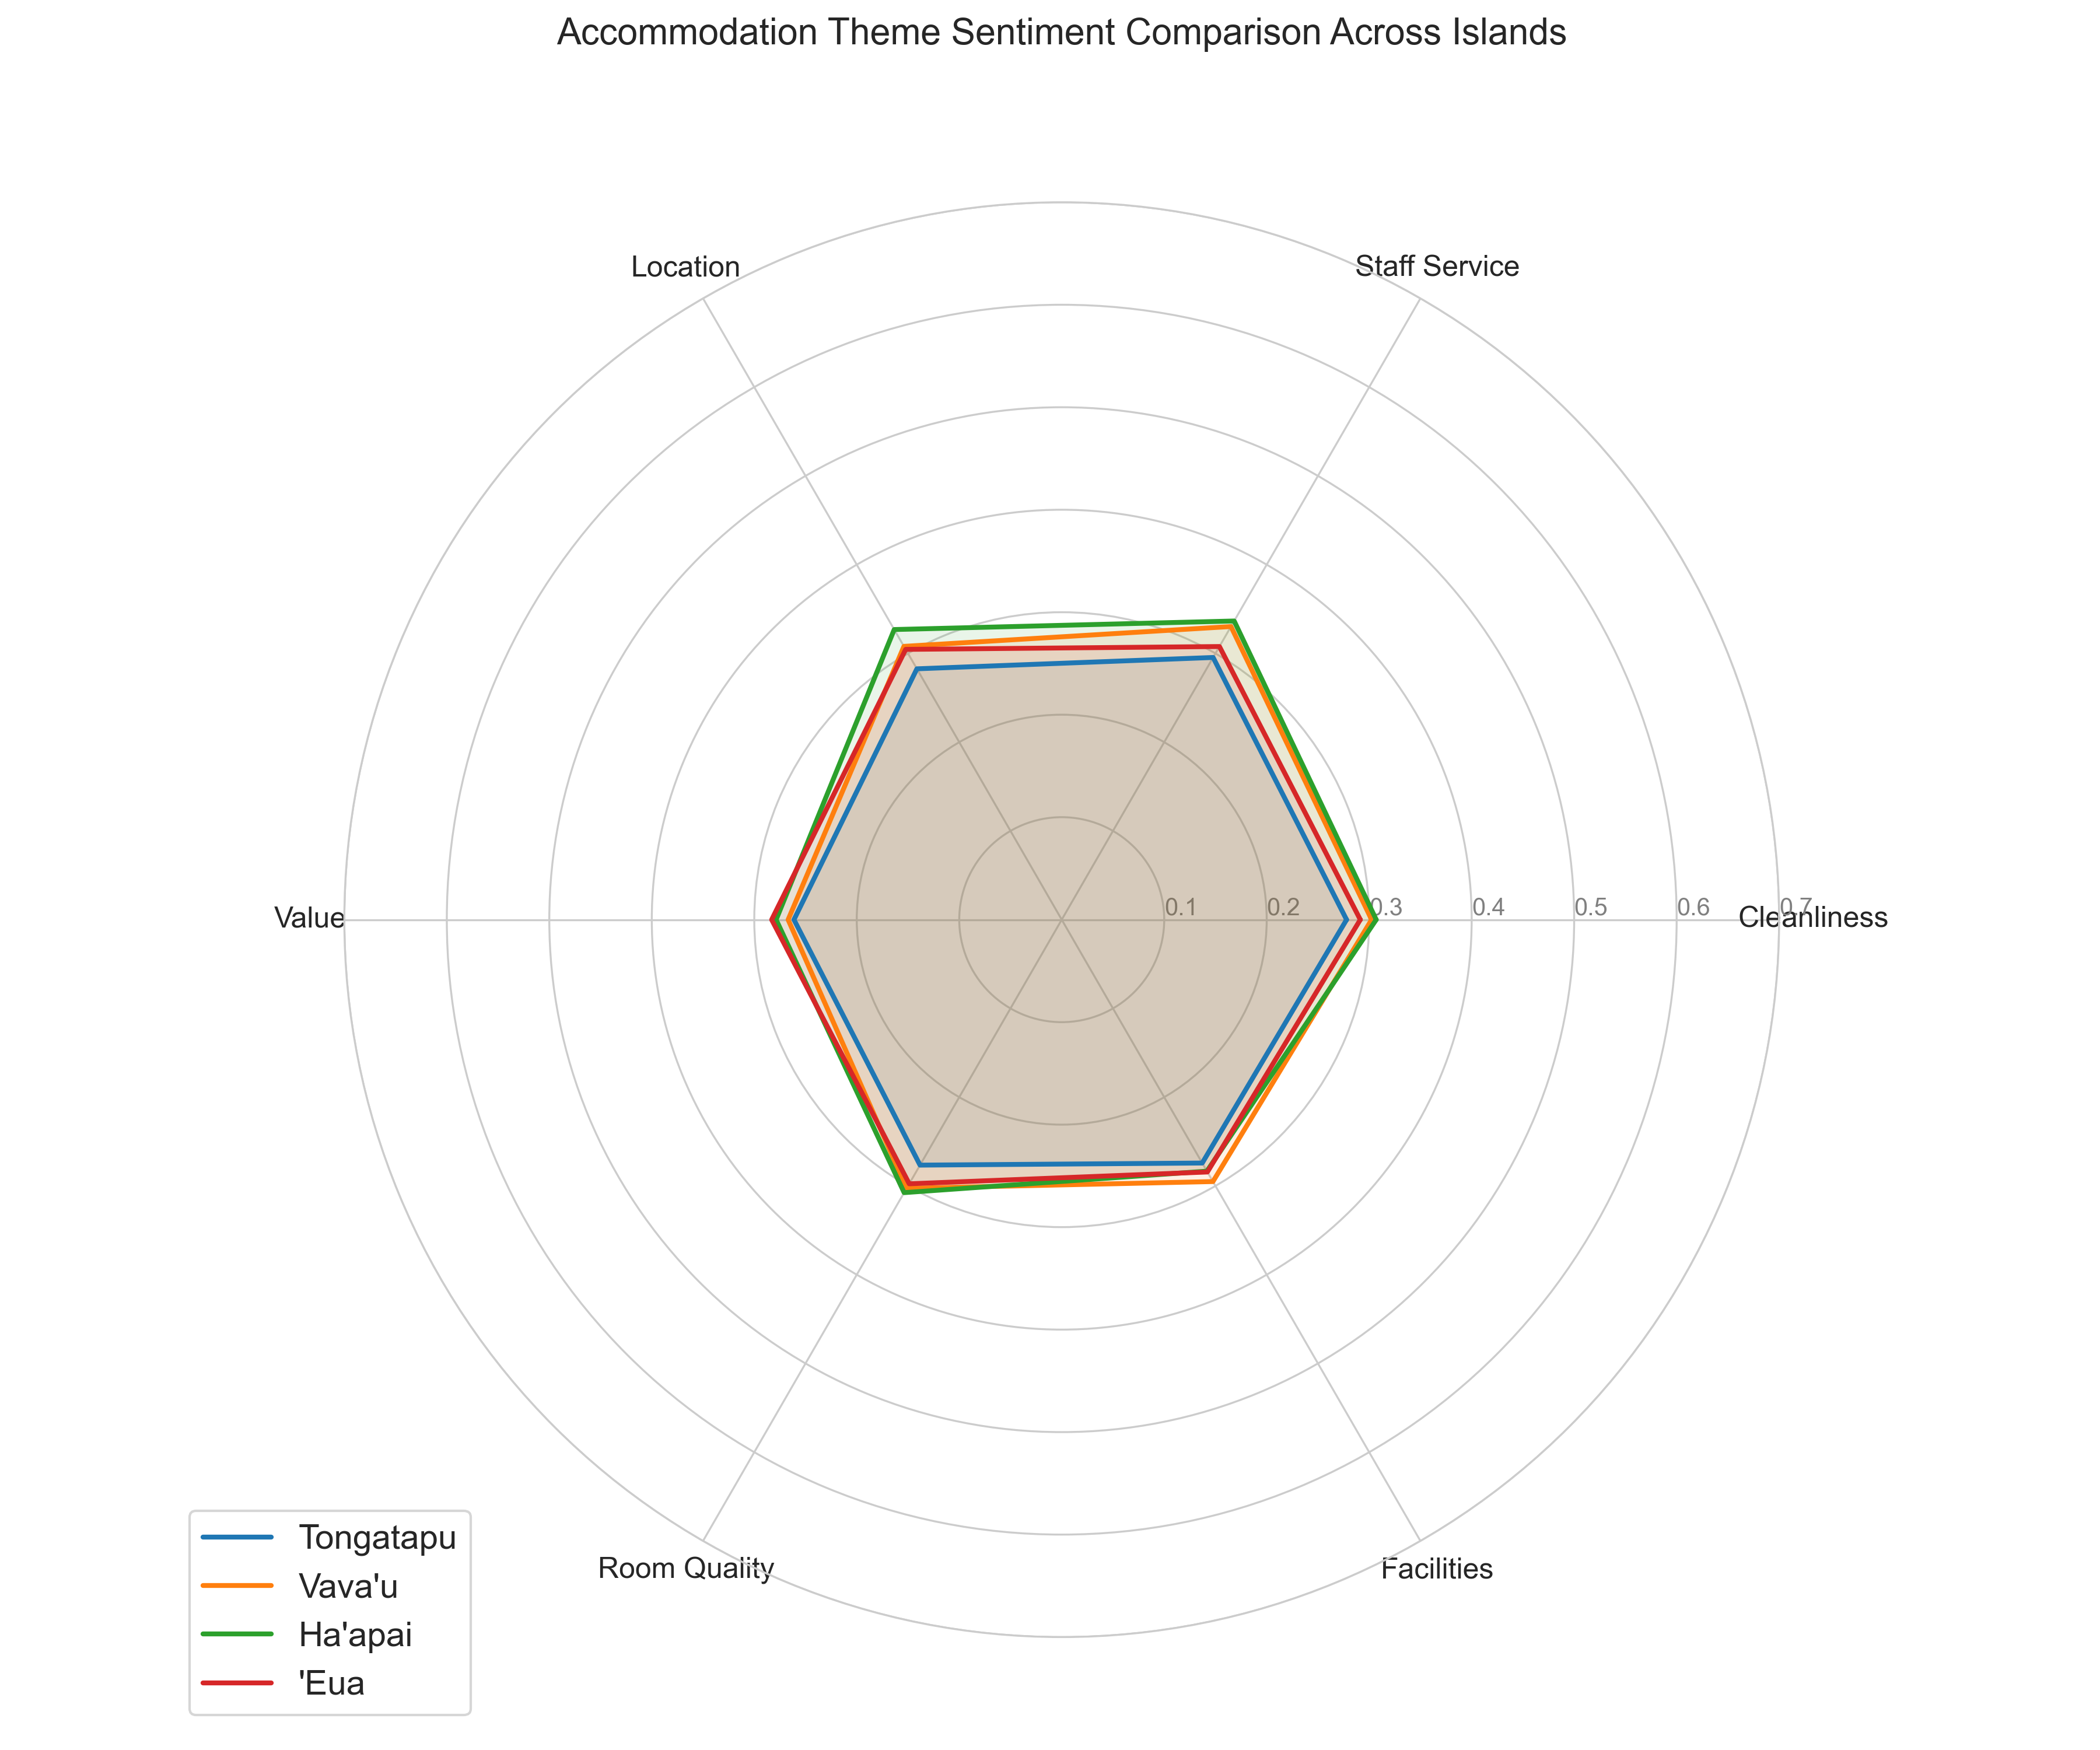 Accommodation Theme Sentiment Comparison Across Islands
Location
Staff Service
Value
0.1
0.2
0.3
0.4
0.5
0.6
0.7
Cleanliness
Room Quality
Facilities
Tongatapu
Vava'u
Ha'apai
'Eua